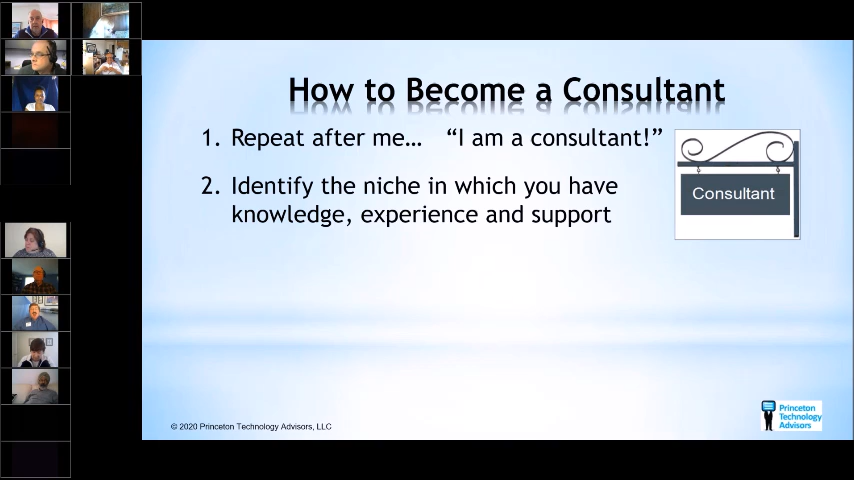 How to Become a Consultant
1. Repeat after me… “I am a consultant!”
2. Identify the niche in which you have
knowledge, experience and support
Consultant
© 2020 Princeton Technology Advisors, LLC
Princeton
Technology
Advisors